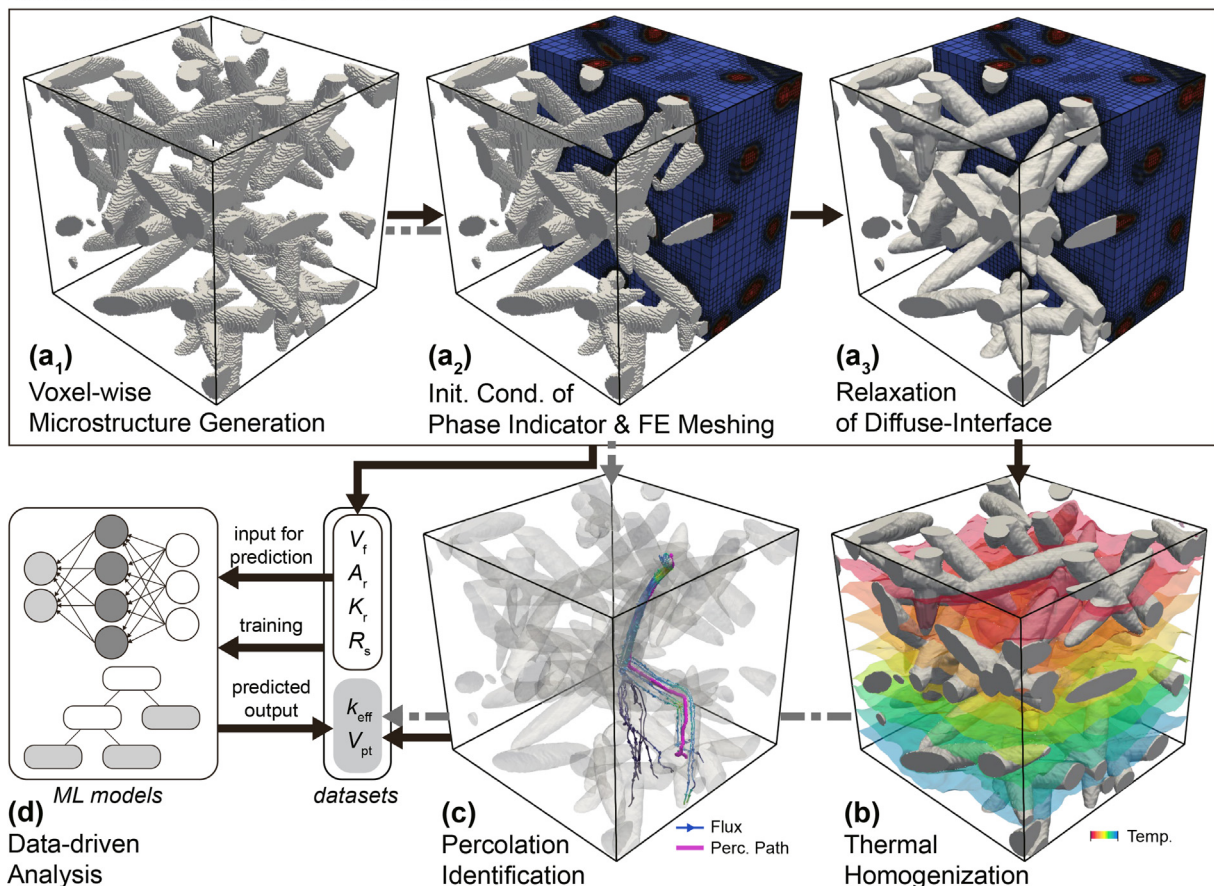 (a1)
Voxel-wise
Microstructure Generation
(a2)
Init. Cond. of
Phase Indicator & FE Meshing
(a3)
Relaxation
of Diffuse-Interface
input for
prediction
training
predicted
output
Vf
Ar
Kr
Rs
keff
Vpt
ML models
datasets
(d)
Data-driven
Analysis
(c)
Percolation
Identification
Flux
Perc. Path
(b)
Thermal
Homogenization
Temp.